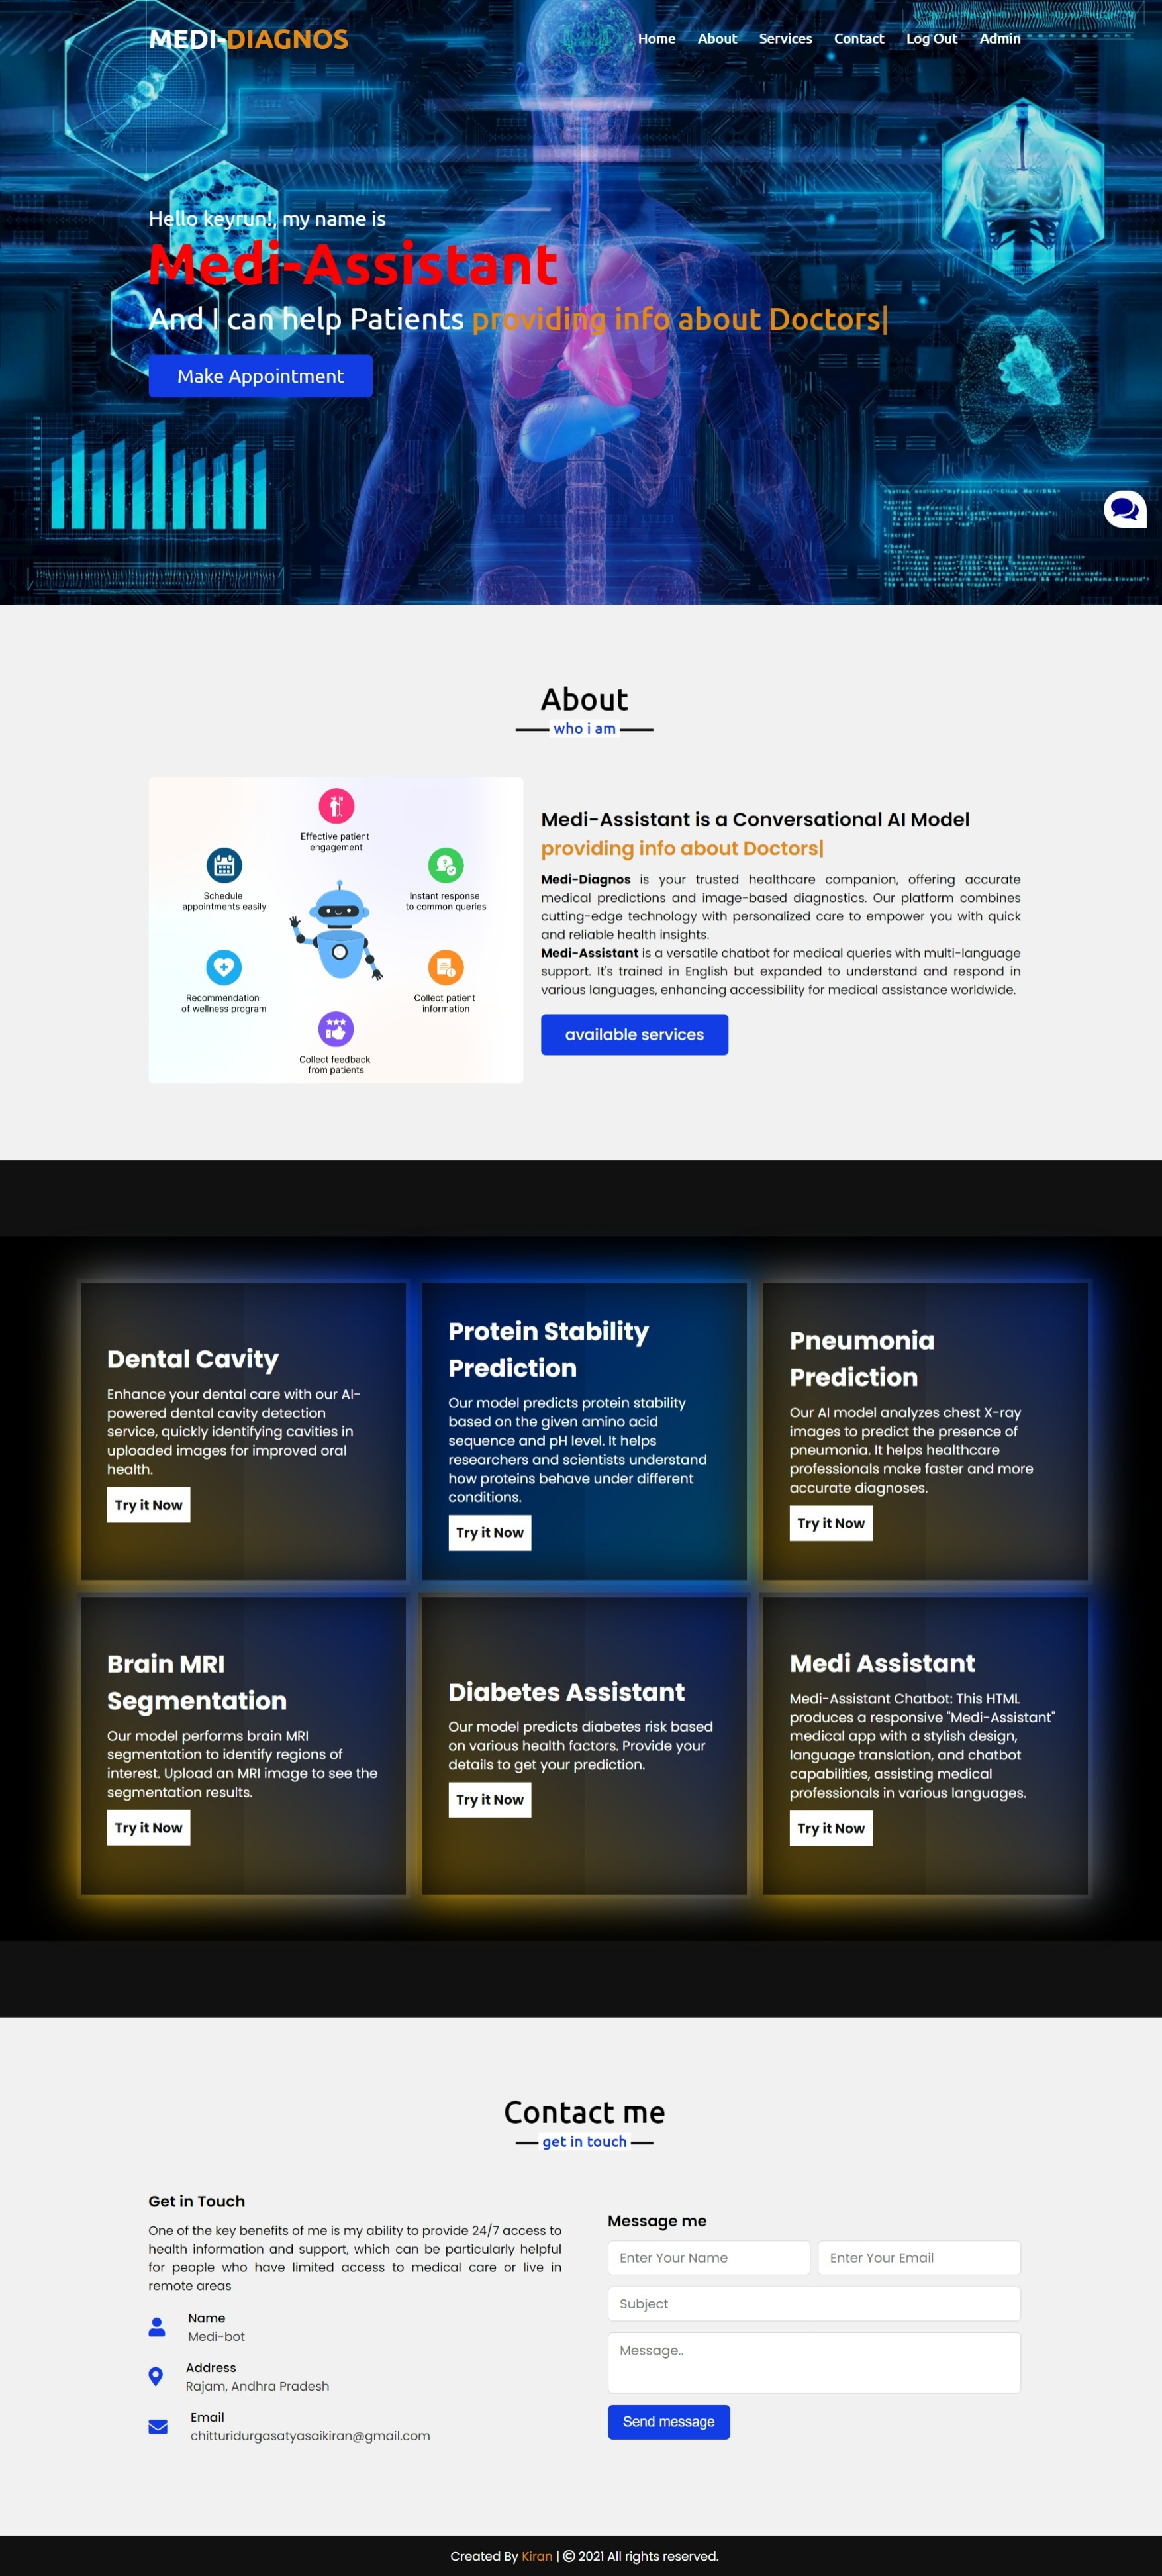 MEDI-DIAGNOS
Home About Services Contact Log Out Admin
Hello keyrun!, my name is
Medi-Assistant
And I can help Patients providing info about Doctors|
Make Appointment
About
who i am
Effective patient
engagement
Schedule
appointments easily
Instant response
to common queries
Recommendation
of wellness program
Collect patient
information
Collect feedback
from patients
Medi-Assistant is a Conversational AI Model
providing info about Doctors|
Medi-Diagnos is your trusted healthcare companion, offering accurate
medical predictions and image-based diagnostics. Our platform combines
cutting-edge technology with personalized care to empower you with quick
and reliable health insights.
Medi-Assistant is a versatile chatbot for medical queries with multi-language
support. It's trained in English but expanded to understand and respond in
various languages, enhancing accessibility for medical assistance worldwide.
available services
Dental Cavity
Enhance your dental care with our AI-
powered dental cavity detection
service, quickly identifying cavities in
uploaded images for improved oral
health.
Try it Now
Protein Stability
Prediction
Our model predicts protein stability
based on the given amino acid
sequence and pH level. It helps
researchers and scientists understand
how proteins behave under different
conditions.
Try it Now
Pneumonia
Prediction
Our AI model analyzes chest X-ray
images to predict the presence of
pneumonia. It helps healthcare
professionals make faster and more
accurate diagnoses.
Try it Now
Brain MRI
Segmentation
Our model performs brain MRI
segmentation to identify regions of
interest. Upload an MRI image to see the
segmentation results.
Try it Now
Diabetes Assistant
Our model predicts diabetes risk based
on various health factors. Provide your
details to get your prediction.
Try it Now
Medi Assistant
Medi-Assistant Chatbot: This HTML
produces a responsive "Medi-Assistant"
medical app with a stylish design,
language translation, and chatbot
capabilities, assisting medical
professionals in various languages.
Try it Now
Contact me
get in touch
Get in Touch
One of the key benefits of me is my ability to provide 24/7 access to
health information and support, which can be particularly helpful
for people who have limited access to medical care or live in
remote areas
Name
Medi-bot
Address
Rajam, Andhra Pradesh
Email
chitturidurgasatyasaikiran@gmail.com
Message me
Enter Your Name
Enter Your Email
Subject
Message..
Send message
Created By Kiran | © 2021 All rights reserved.